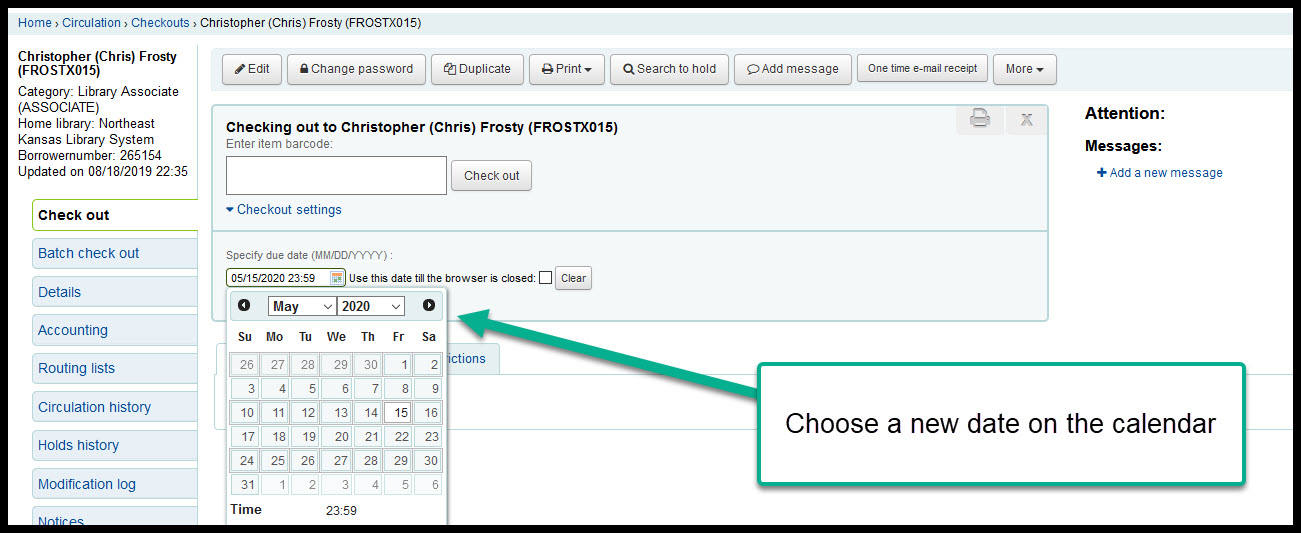 Home › Circulation › Checkouts › Christopher (Chris) Frosty (FROSTX015)
Christopher (Chris) Frosty
(FROSTX015)
Category: Library Associate
(ASSOCIATE)
Home library: Northeast
Kansas Library System
Borrowernumber: 265154
Updated on 08/18/2019 22:35
Check out
Batch check out
Details
Accounting
Routing lists
Circulation history
Holds history
Modification log
Notices
Edit Change password Duplicate Print Search to hold Add message One time e-mail receipt More
Checking out to Christopher (Chris) Frosty (FROSTX015)
X
Enter item barcode:
Check out
Checkout settings
Specify due date (MM/DD/YYYY) :
05/15/2020 23:59 Use this date till the browser is closed: Clear
May 2020
Su Mo Tu We Th Fr Sa
26 27 28 29 30 1 2
3 4 5 6 7 8 9
10 11 12 13 14 15 16
17 18 19 20 21 22 23
24 25 26 27 28 29 30
31 1 2 3 4 5 6
Time 23:59
ictions
Attention:
Messages:
+ Add a new message
Choose a new date on the calendar